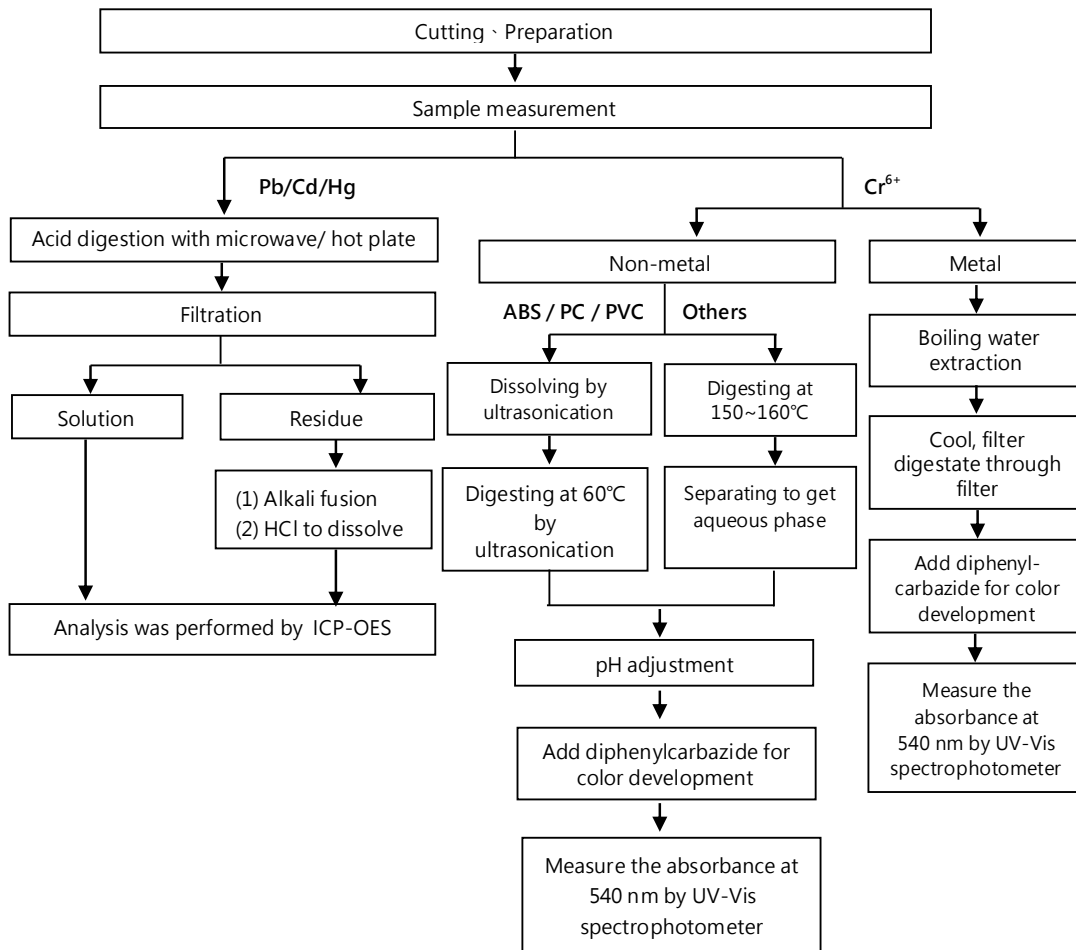 Cutting、Preparation
Sample measurement
Pb/Cd/Hg
Cr⁶⁺
Acid digestion with microwave/ hot plate
Filtration
Solution
Residue
(1) Alkali fusion
(2) HCl to dissolve
Analysis was performed by ICP-OES
Non-metal
ABS / PC / PVC
Others
Dissolving by
ultrasonication
Digesting at
150~160℃
Digesting at 60℃
by
ultrasonication
Separating to get
aqueous phase
pH adjustment
Add diphenylcarbazide for
color development
Measure the absorbance at
540 nm by UV-Vis
spectrophotometer
Metal
Boiling water
extraction
Cool, filter
digestate through
filter
Add diphenyl-
carbazide for color
development
Measure the
absorbance at
540 nm by UV-Vis
spectrophotometer